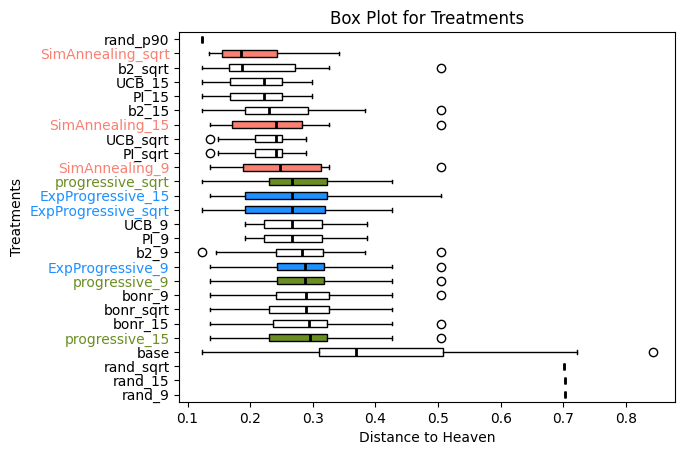 Box Plot for Treatments
rand_p90
SimAnnealing_sqrt
b2_sqrt
UCB_15
PI_15
b2_15
SimAnnealing_15
UCB_sqrt
PI_sqrt
SimAnnealing_9
progressive_sqrt
ExpProgressive_15
ExpProgressive_sqrt
UCB_9
PI_9
b2_9
ExpProgressive_9
progressive_9
bonr_9
bonr_sqrt
bonr_15
progressive_15
base
rand_sqrt
rand_15
rand_9
Treatments
0.1 0.2 0.3 0.4 0.5 0.6 0.7 0.8
Distance to Heaven